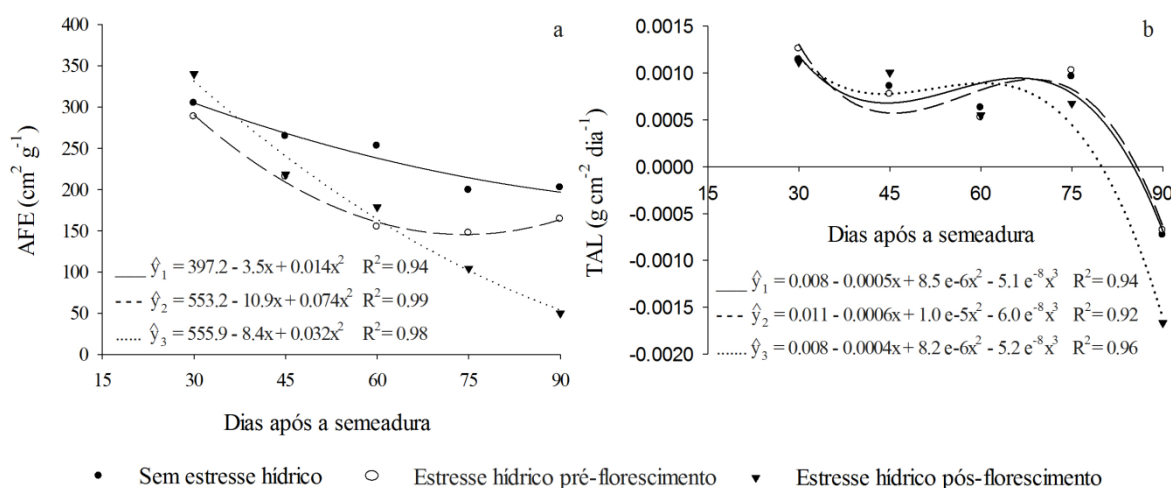 a
400
350
300
250
200
150
100
50
0
AFE (cm² g⁻¹)
ŷ₁ = 397.2 - 3.5x + 0.014x² R² = 0.94
ŷ₂ = 553.2 - 10.9x + 0.074x² R² = 0.99
ŷ₃ = 555.9 - 8.4x + 0.032x² R² = 0.98
15 30 45 60 75 90
Dias após a semeadura
b
0.0015
0.0010
0.0005
0.0000
-0.0005
-0.0010
-0.0015
-0.0020
TAL (g cm⁻² dia⁻¹)
15 30 45 60 75 90
Dias após a semeadura
ŷ₁ = 0.008 - 0.0005x + 8.5 e-6x² - 5.1 e⁻⁸x³ R² = 0.94
ŷ₂ = 0.011 - 0.0006x + 1.0 e-5x² - 6.0 e⁻⁸x³ R² = 0.92
ŷ₃ = 0.008 - 0.0004x + 8.2 e-6x² - 5.2 e⁻⁸x³ R² = 0.96
Sem estresse hídrico Estresse hídrico pré-florescimento Estresse hídrico pós-florescimento